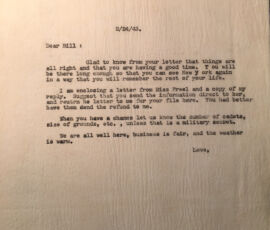 2/24/43.
Dear Bill:
Glad to know from your letter that things are
all right and that you are having a good time. Y ou will
be there long enough so that you can see New Y ork again
in a way that you will remember the rest of your life.
I am enclosing a letter from Miss Freel and a copy of my
reply. Suggest that you send the information direct to her,
and return he letter to me for your file here. You had better
have them send the refund to me.
When you have a chance let us know the number of cadets,
size of grounds, etc. , unless that is a military secret.
We are all well here, business is fair, and the weather
is warm.
Love,